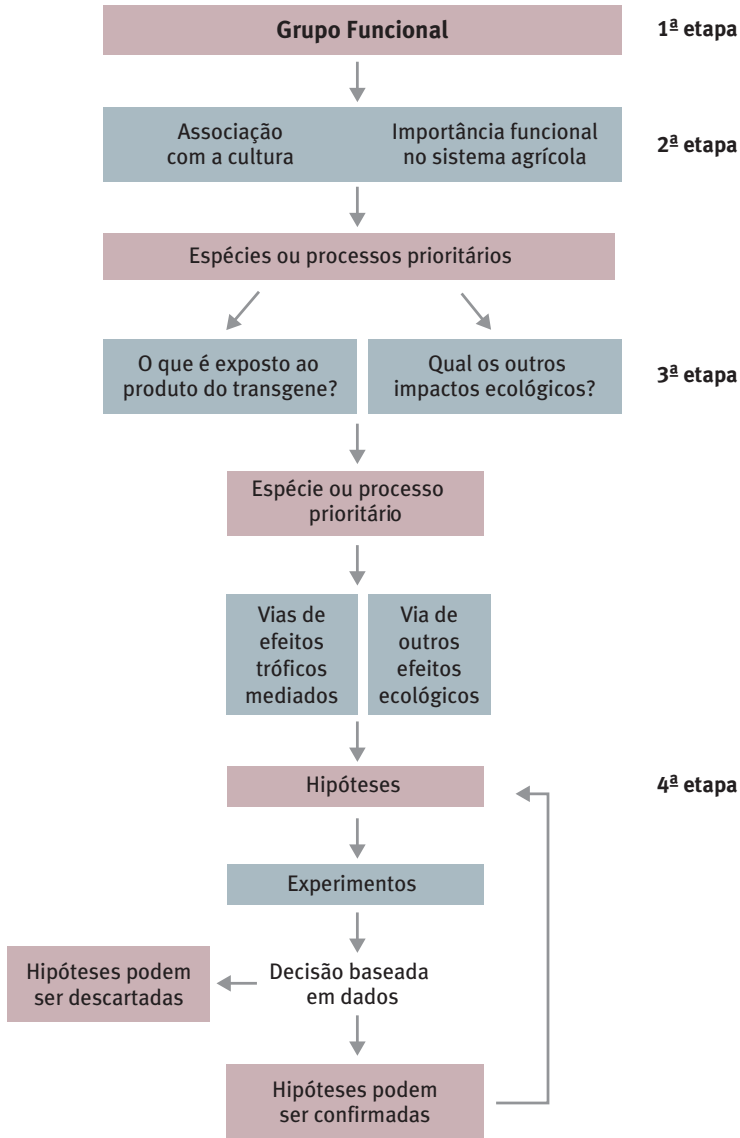 Grupo Funcional
1ª etapa
Associação
com a cultura
Importância funcional
no sistema agrícola
2ª etapa
Espécies ou processos prioritários
O que é exposto ao
produto do transgene?
Qual os outros
impactos ecológicos?
3ª etapa
Espécie ou processo
prioritário
Vias de
efeitos
tróficos
mediados
Via de
outros
efeitos
ecológicos
Hipóteses
4ª etapa
Experimentos
Hipóteses podem
ser descartadas
Decisão baseada
em dados
Hipóteses podem
ser confirmadas